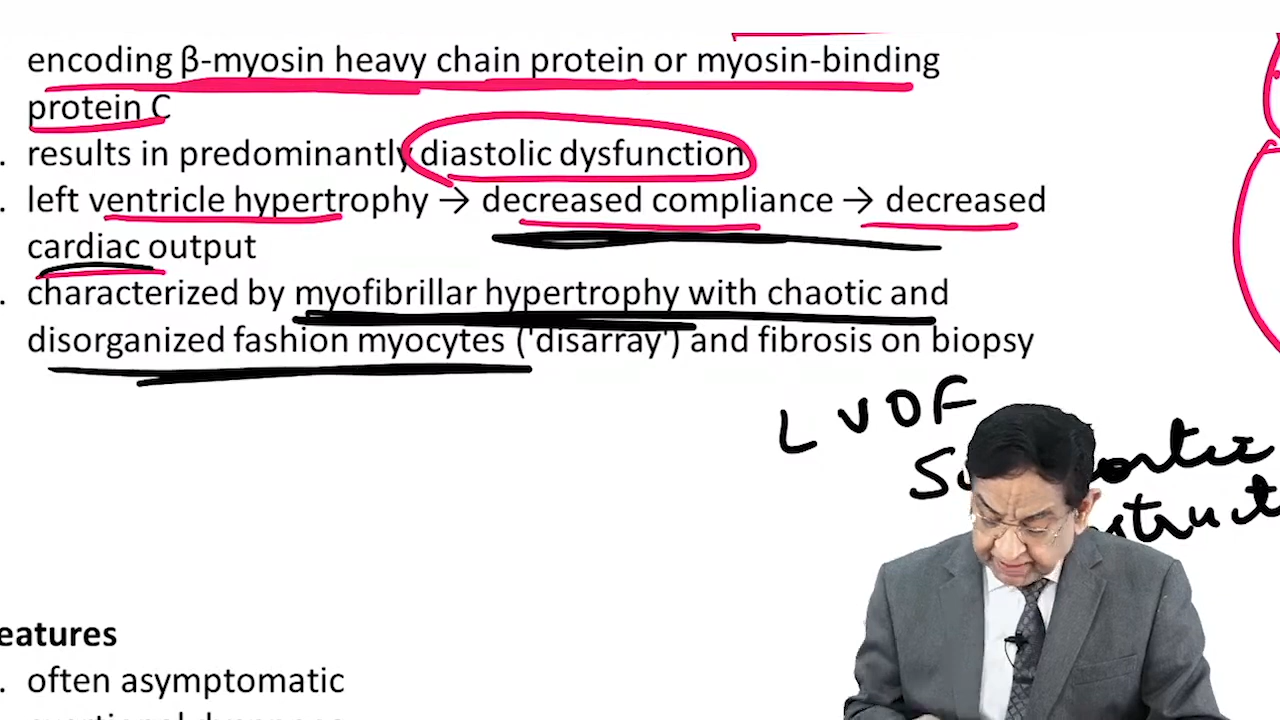 encoding β-myosin heavy chain protein or myosin-binding
protein C
. results in predominantly diastolic dysfunction
. left ventricle hypertrophy → decreased compliance → decreased
cardiac output
. characterized by myofibrillar hypertrophy with chaotic and
disorganized fashion myocytes ('disarray') and fibrosis on biopsy
L V O F
eatures
. often asymptomatic